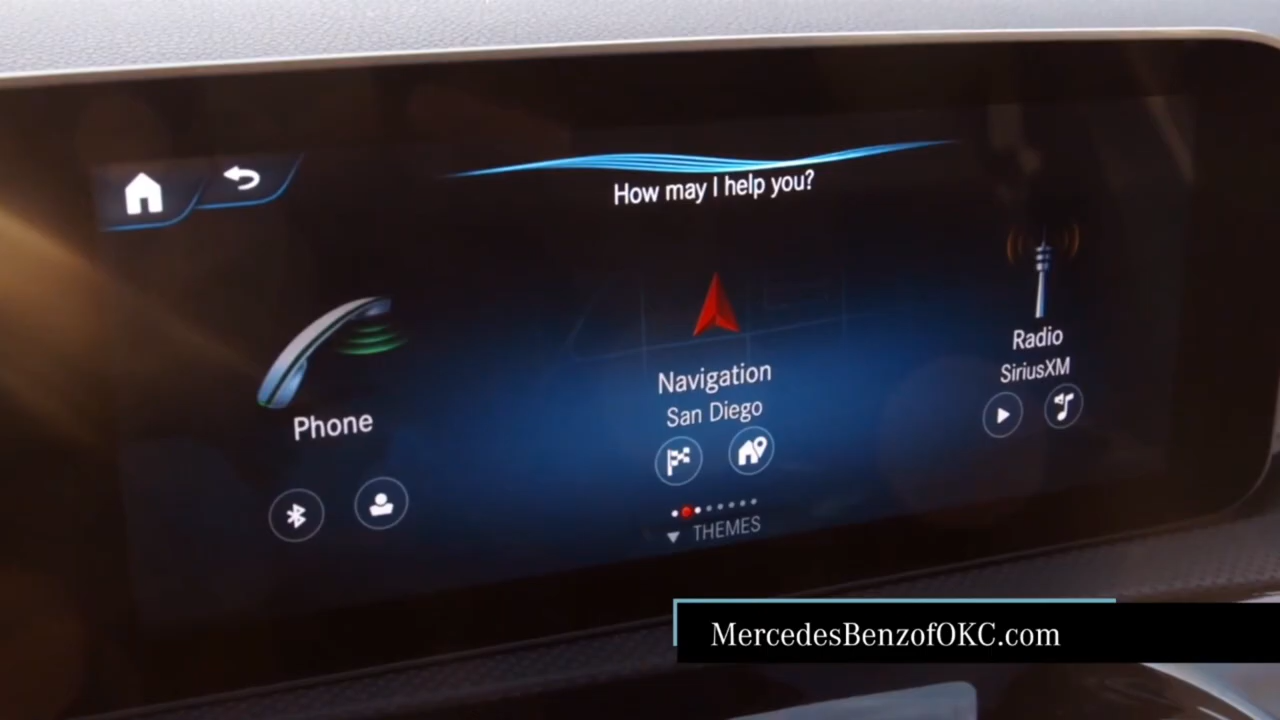 How may I help you?
Phone
Navigation
San Diego
Radio
SiriusXM
THEMES
MercedesBenzofOKC.com